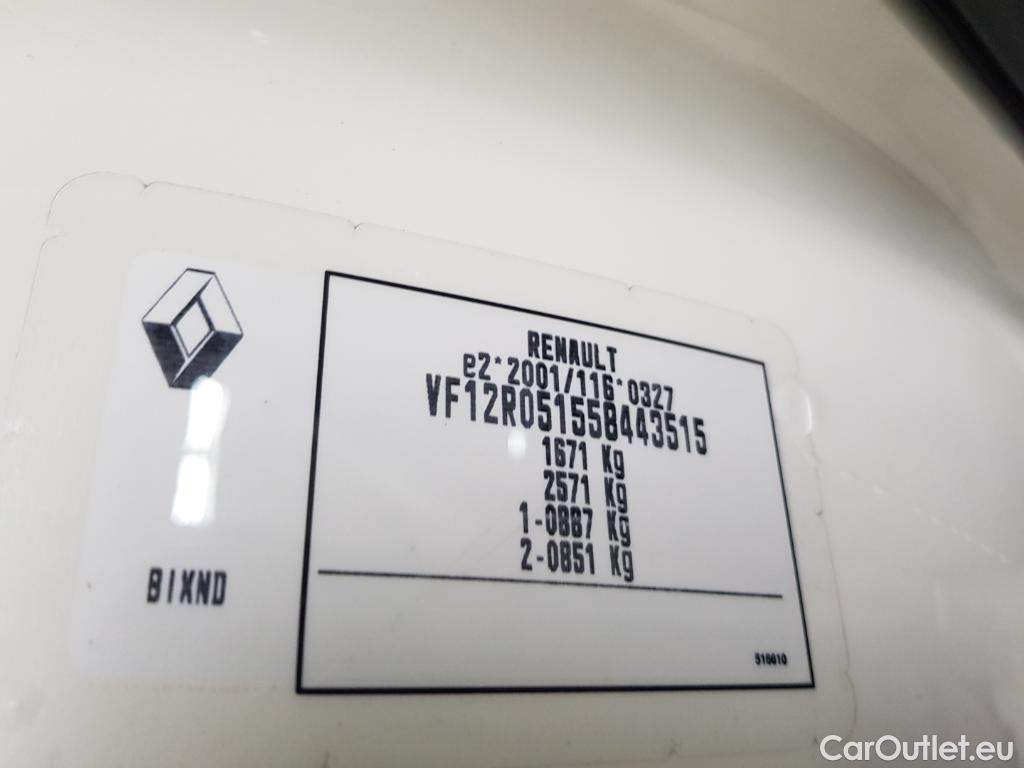 RENAULT
e2*2001/116*0327
VF12R051558443515
1671 Kg
2571 Kg
1-0887 Kg
2-0851 Kg
BIXND
516610
CarOutlet.eu